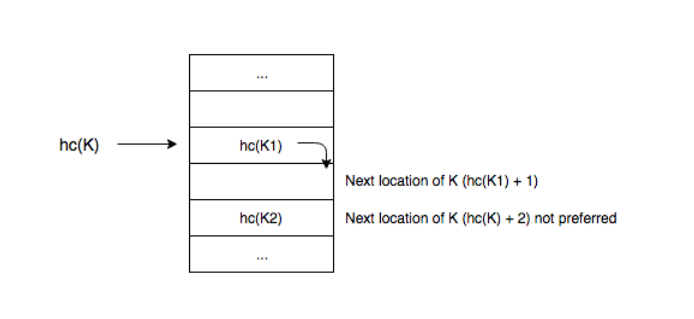 ...
hc(K)
hc(K1)
Next location of K (hc(K1) + 1)
hc(K2)
Next location of K (hc(K) + 2) not preferred
...